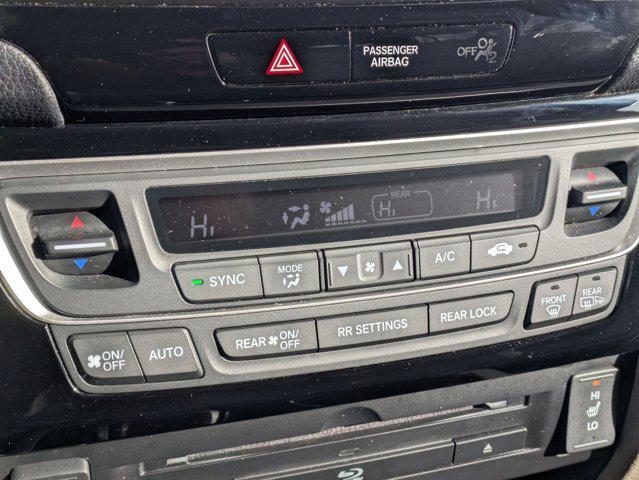 PASSENGER
AIRBAG
OFF
2
REAR
Hi Hi Hi
SYNC MODE A/C
ON/
OFF AUTO REAR ON/
OFF RR SETTINGS REAR LOCK FRONT REAR
HI
LO